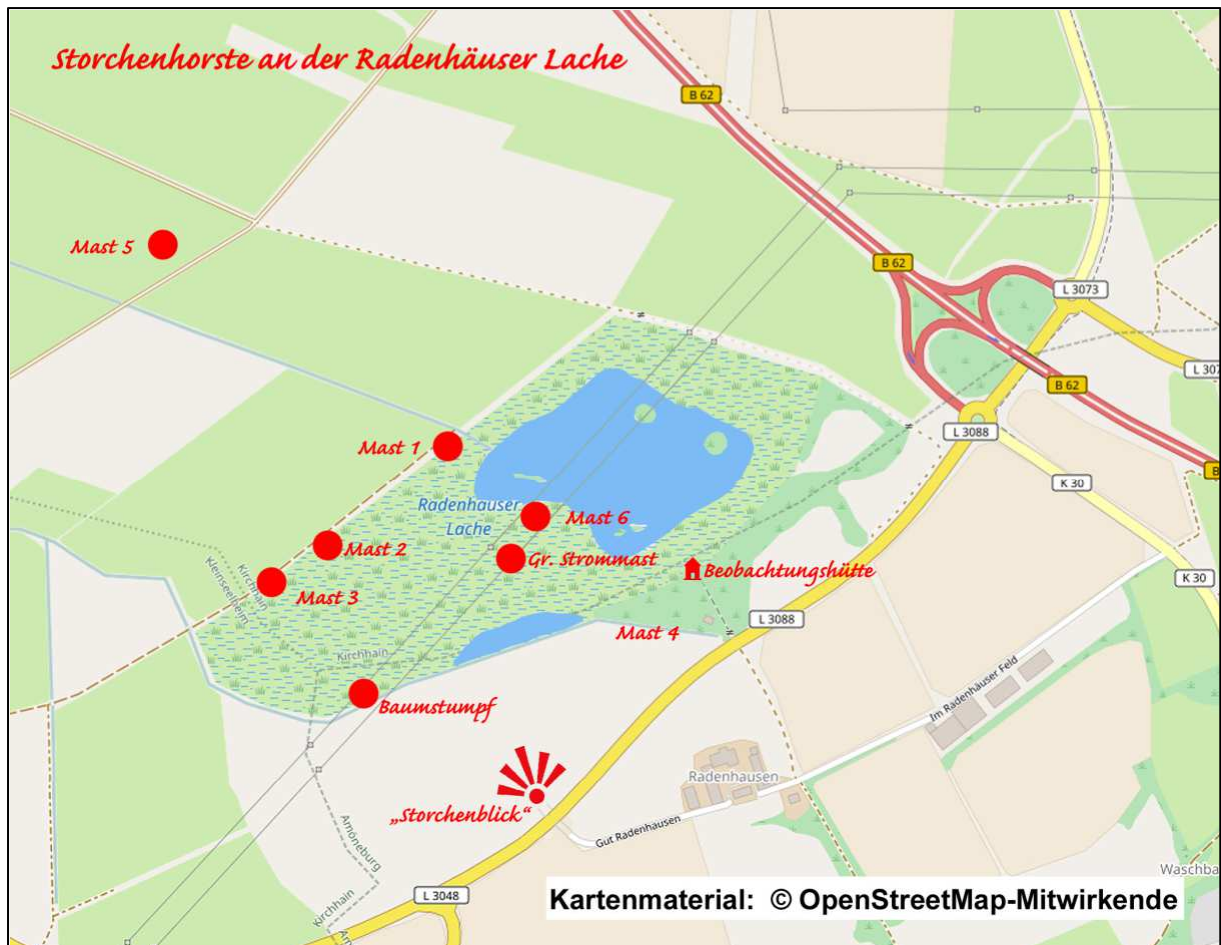 Storchenhorste an der Radenhäuser Lache
B 62
Mast 5
B 62
L 3073
L 307
B 62
B
L 3088
Mast 1
K 30
Radenhauser
Lache
Mast 6
Mast 2
Gr. Strommast
Beobachtungshütte
K 30
Kirchhain
Kleinseelheim
Mast 3
L 3088
Mast 4
Kirchhain
Im Radenhäuser Feld
Baumstumpf
Radenhausen
„Storchenblick“
Gut Radenhausen
Amöneburg
Kirchhain
Waschba
L 3048
Kartenmaterial: © OpenStreetMap-Mitwirkende